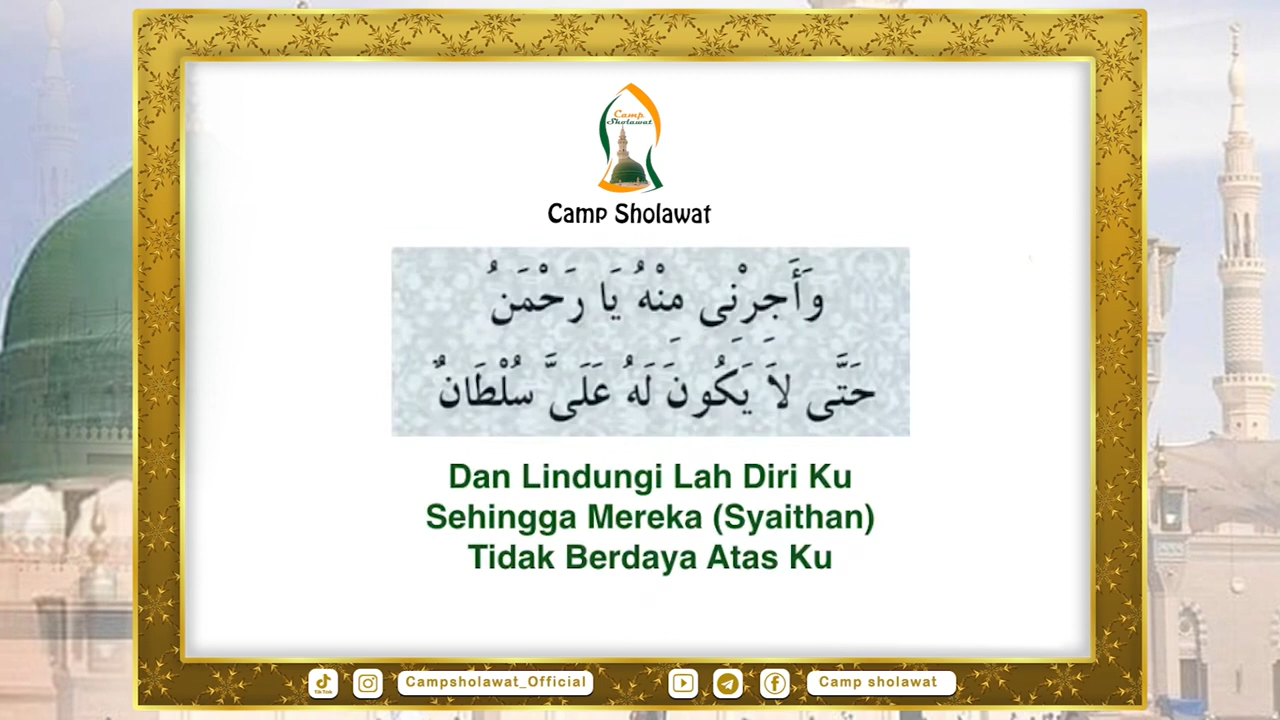 Camp
Sholawat
Camp Sholawat
وَأَجِرْنِى مِنْهُ يَا رَحْمَنُ
حَتَّى لاَ يَكُونَ لَهُ عَلَىَّ سُلْطَانٌ
Dan Lindungi Lah Diri Ku
Sehingga Mereka (Syaithan)
Tidak Berdaya Atas Ku
TikTok
Campsholawat_Official
Camp sholawat